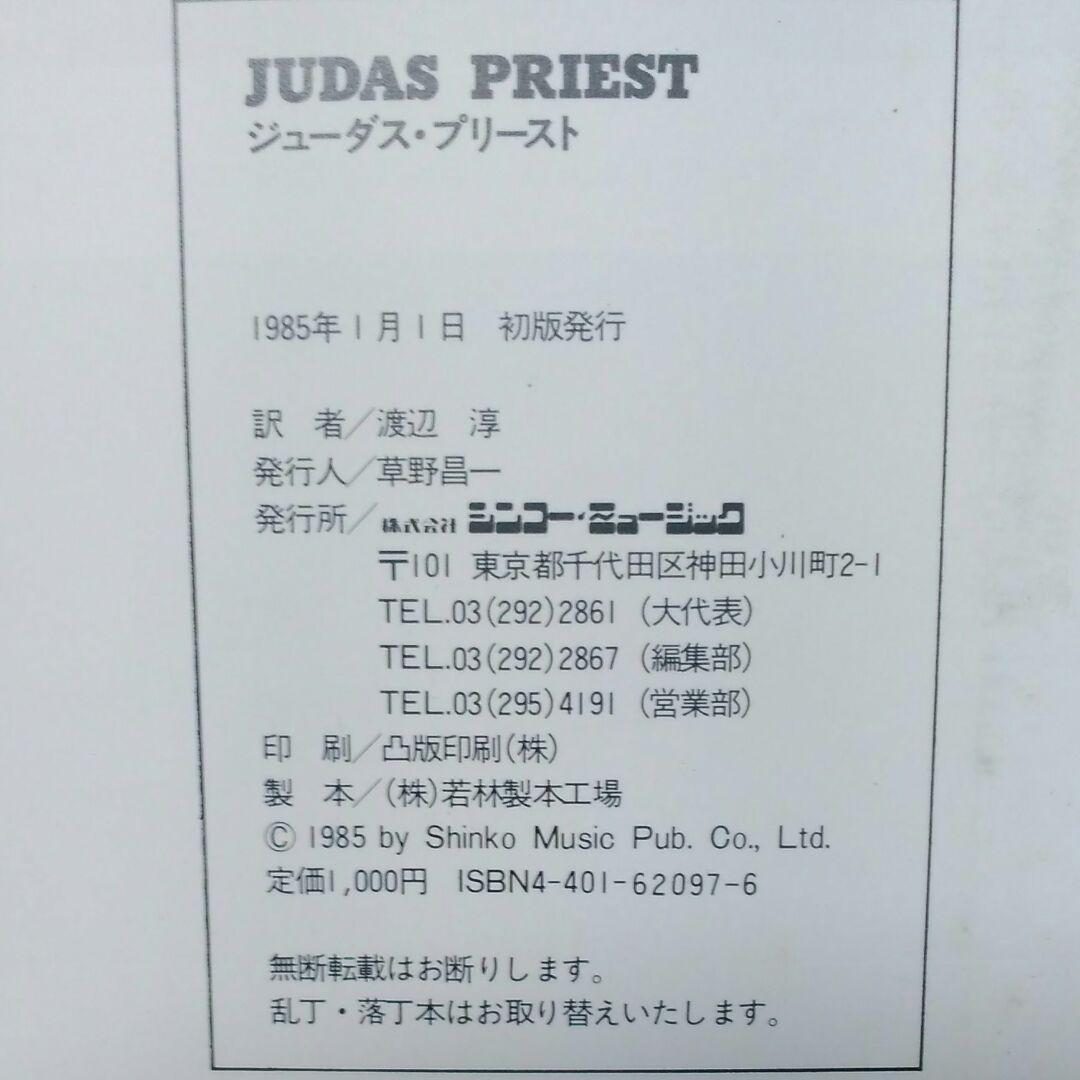 JUDAS PRIEST
ジューダス・プリースト
1985年1月1日 初版発行
訳 者／渡辺 淳
発行人／草野昌一
発行所／株式会社 シンコー・ミュージック
〒101 東京都千代田区神田小川町2-1
TEL.03(292)2861 (大代表)
TEL.03(292)2867 (編集部)
TEL.03(295)4191 (営業部)
印 刷／凸版印刷(株)
製 本／(株)若林製本工場
© 1985 by Shinko Music Pub. Co., Ltd.
定価1,000円 ISBN4-401-62097-6
無断転載はお断りします。
乱丁・落丁本はお取り替えいたします。